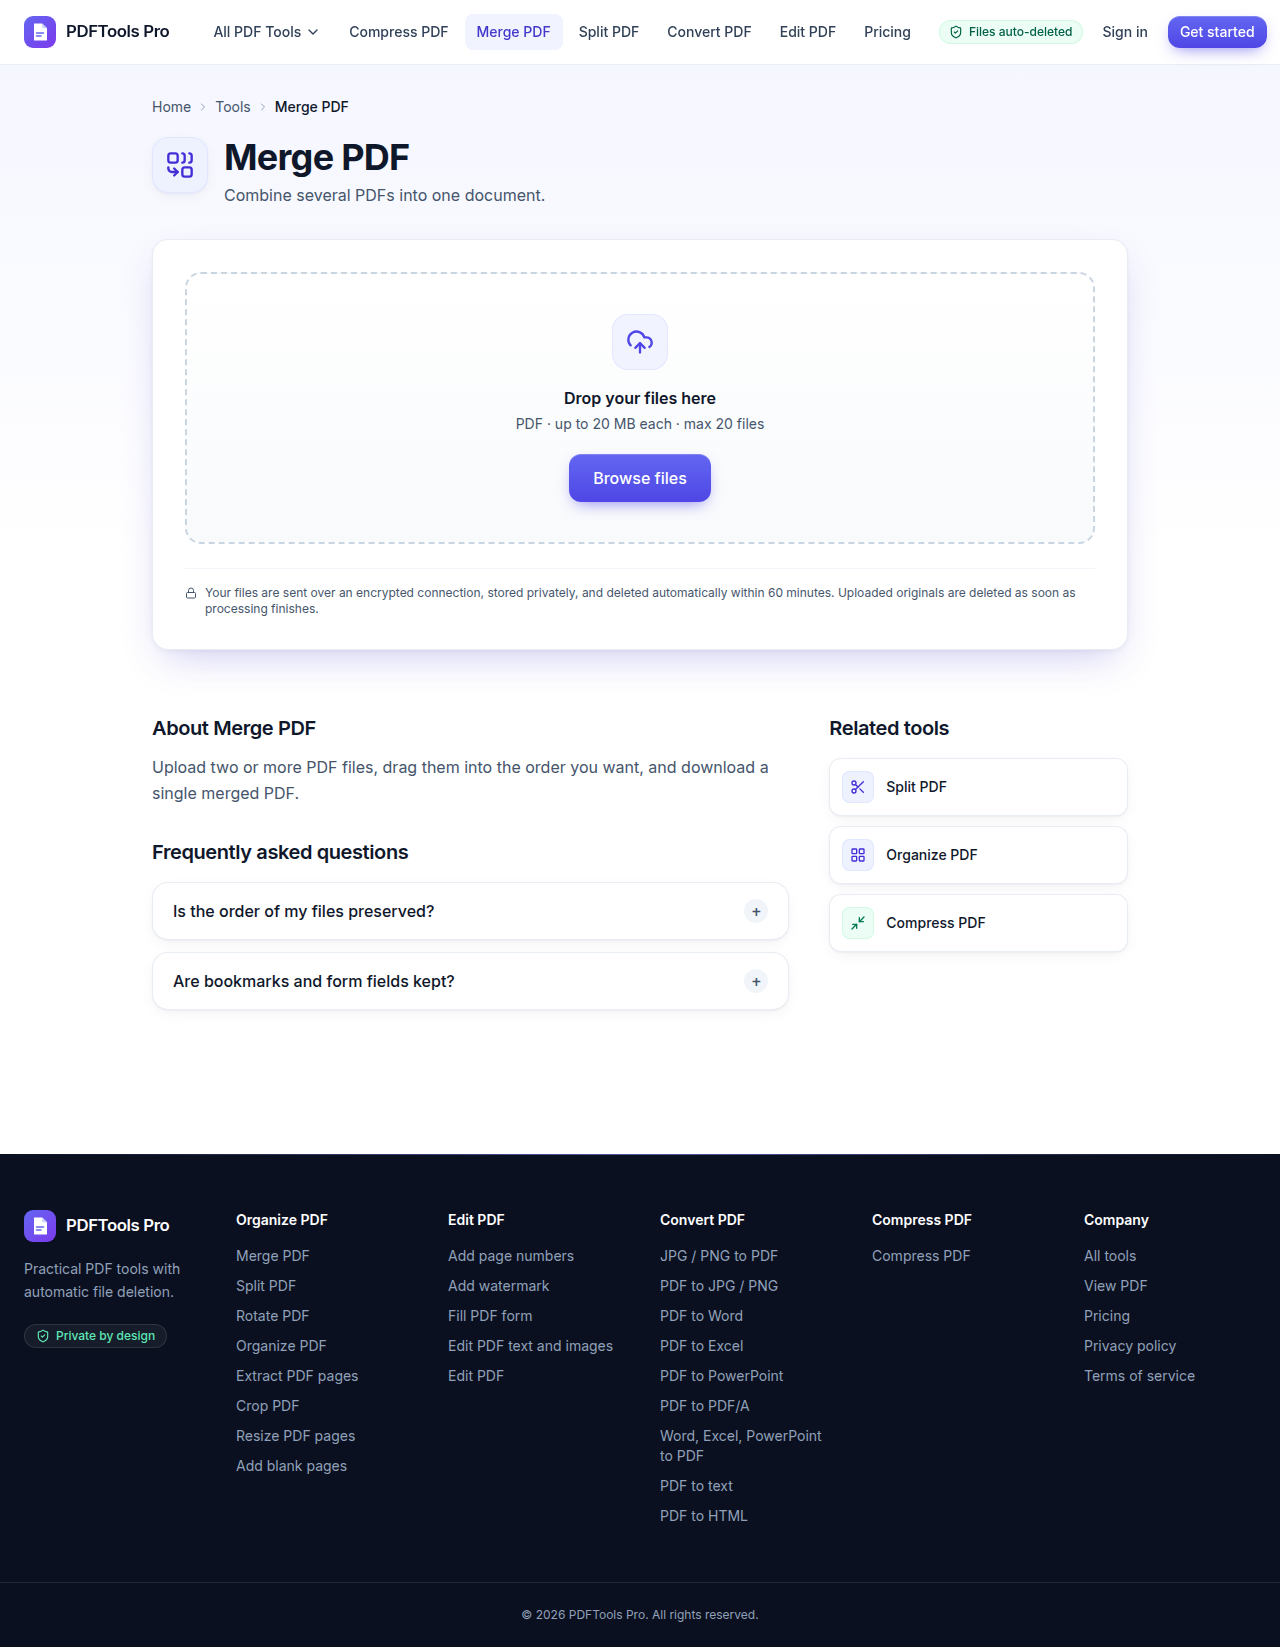 PDFTools Pro
All PDF Tools
Compress PDF
Merge PDF
Split PDF
Convert PDF
Edit PDF
Pricing
Files auto-deleted
Sign in
Get started
Home
Tools
Merge PDF
Merge PDF
Combine several PDFs into one document.
Drop your files here
PDF · up to 20 MB each · max 20 files
Browse files
Your files are sent over an encrypted connection, stored privately, and deleted automatically within 60 minutes. Uploaded originals are deleted as soon as
processing finishes.
About Merge PDF
Upload two or more PDF files, drag them into the order you want, and download a
single merged PDF.
Frequently asked questions
Is the order of my files preserved?
+
Are bookmarks and form fields kept?
+
Related tools
Split PDF
Organize PDF
Compress PDF
PDFTools Pro
Practical PDF tools with
automatic file deletion.
Private by design
Organize PDF
Merge PDF
Split PDF
Rotate PDF
Organize PDF
Extract PDF pages
Crop PDF
Resize PDF pages
Add blank pages
Edit PDF
Add page numbers
Add watermark
Fill PDF form
Edit PDF text and images
Edit PDF
Convert PDF
JPG / PNG to PDF
PDF to JPG / PNG
PDF to Word
PDF to Excel
PDF to PowerPoint
PDF to PDF/A
Word, Excel, PowerPoint
to PDF
PDF to text
PDF to HTML
Compress PDF
Compress PDF
Company
All tools
View PDF
Pricing
Privacy policy
Terms of service
© 2026 PDFTools Pro. All rights reserved.